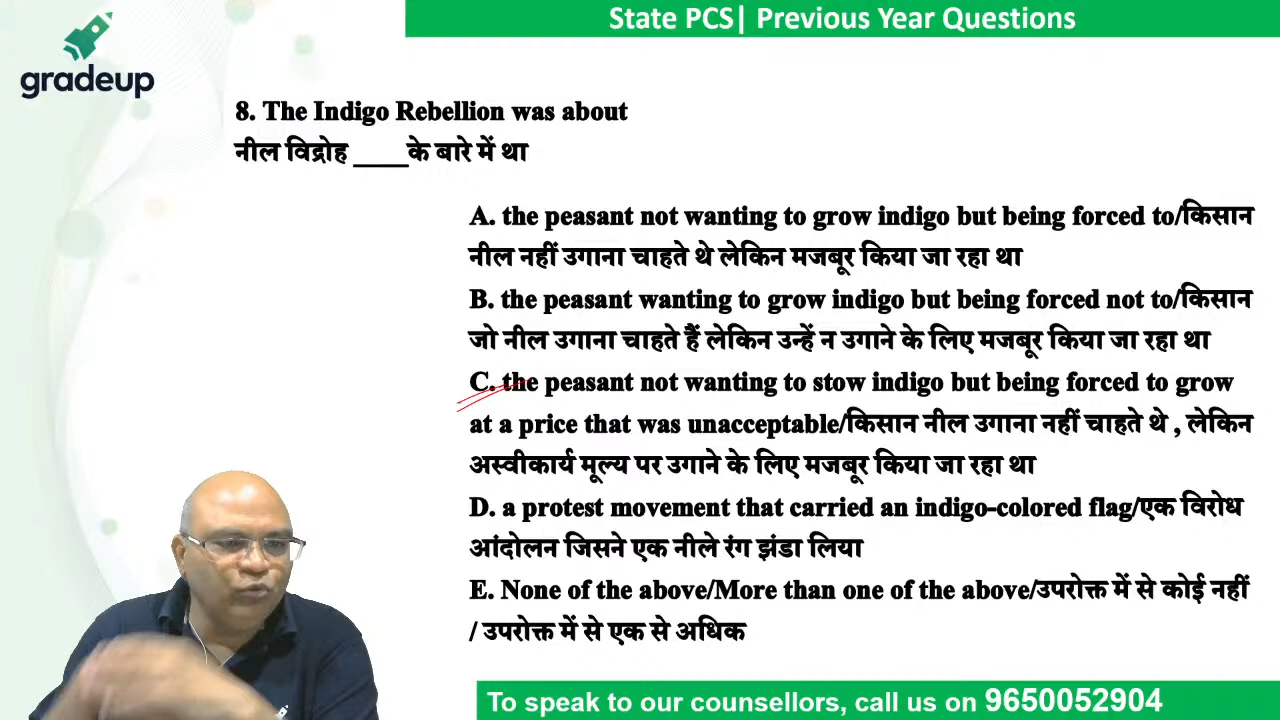 State PCS| Previous Year Questions
gradeup
8. The Indigo Rebellion was about
नील विद्रोह ____के बारे में था
A. the peasant not wanting to grow indigo but being forced to/किसान
नील नहीं उगाना चाहते थे लेकिन मजबूर किया जा रहा था
B. the peasant wanting to grow indigo but being forced not to/किसान
जो नील उगाना चाहते हैं लेकिन उन्हें न उगाने के लिए मजबूर किया जा रहा था
C. the peasant not wanting to stow indigo but being forced to grow
at a price that was unacceptable/किसान नील उगाना नहीं चाहते थे , लेकिन
अस्वीकार्य मूल्य पर उगाने के लिए मजबूर किया जा रहा था
D. a protest movement that carried an indigo-colored flag/एक विरोध
आंदोलन जिसने एक नीले रंग झंडा लिया
E. None of the above/More than one of the above/उपरोक्त में से कोई नहीं
/ उपरोक्त में से एक से अधिक
To speak to our counsellors, call us on 9650052904